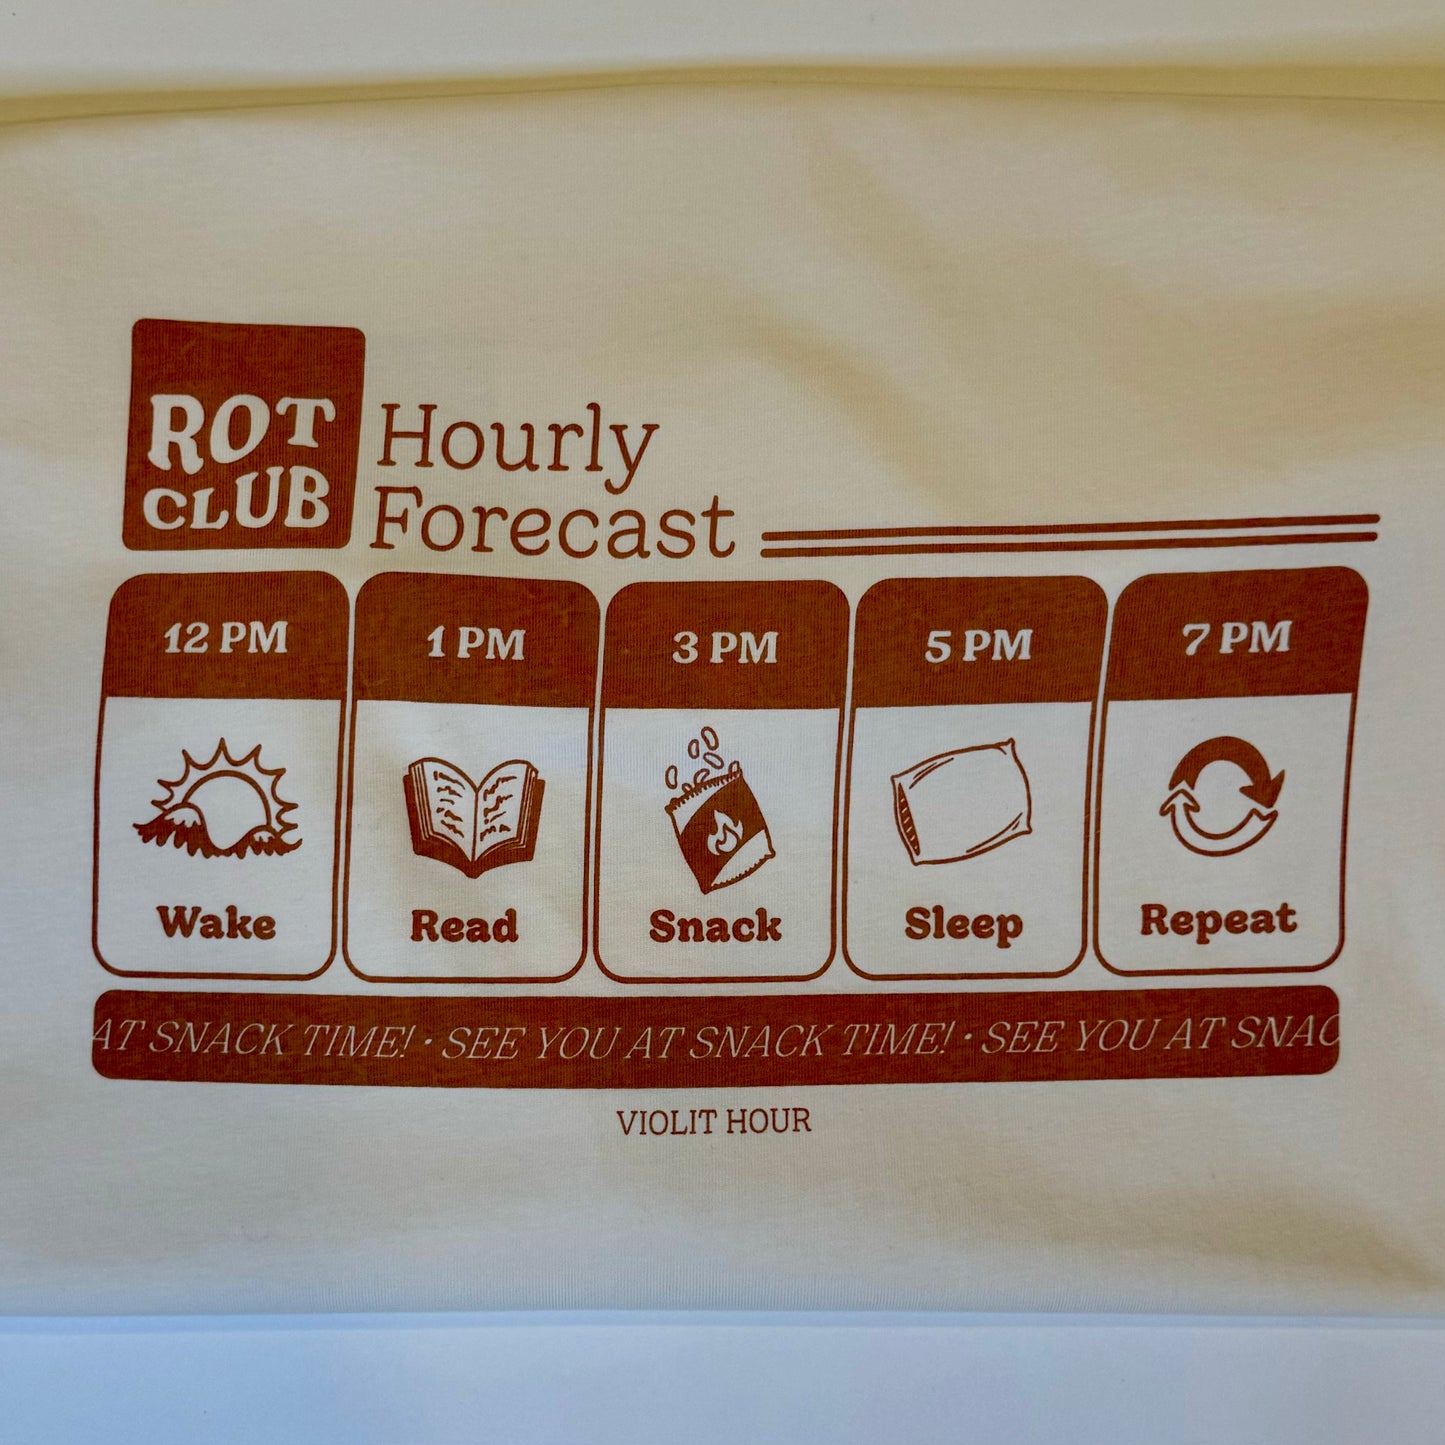 ROT
CLUB
Hourly
Forecast
12 PM
1 PM
3 PM
5 PM
7 PM
Wake
Read
Snack
Sleep
Repeat
AT SNACK TIME! • SEE YOU AT SNACK TIME! • SEE YOU AT SNAC
VIOLIT HOUR